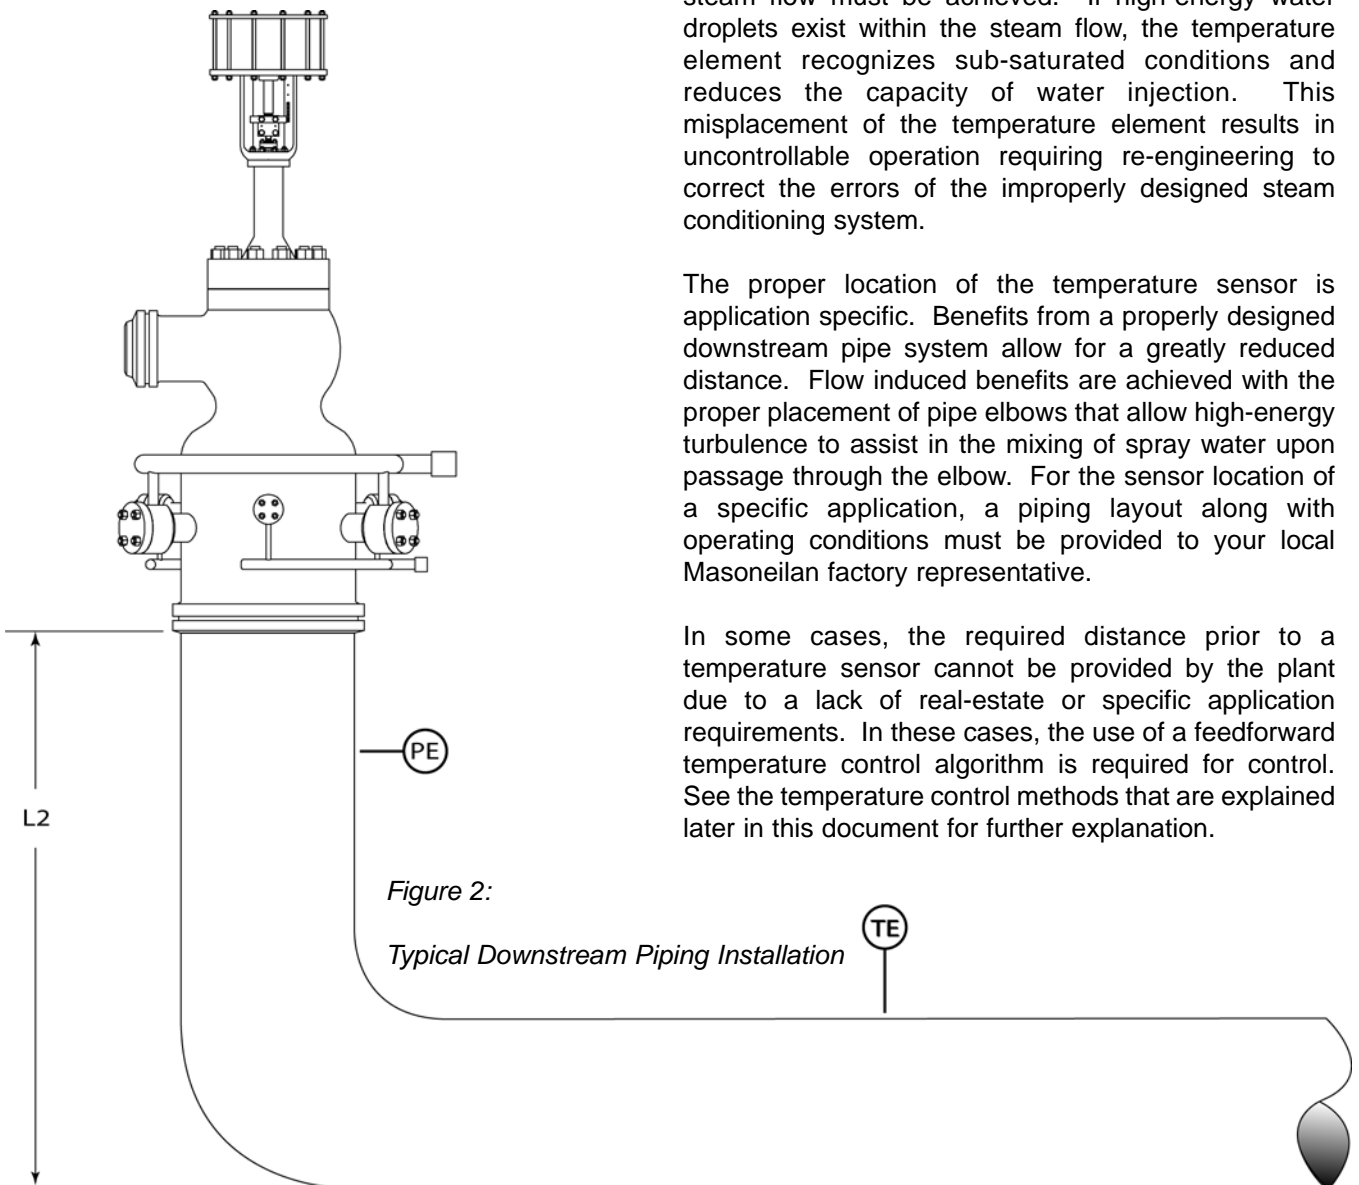 steam flow must be achieved. If high-energy water
droplets exist within the steam flow, the temperature
element recognizes sub-saturated conditions and
reduces the capacity of water injection. This
misplacement of the temperature element results in
uncontrollable operation requiring re-engineering to
correct the errors of the improperly designed steam
conditioning system.
The proper location of the temperature sensor is
application specific. Benefits from a properly designed
downstream pipe system allow for a greatly reduced
distance. Flow induced benefits are achieved with the
proper placement of pipe elbows that allow high-energy
turbulence to assist in the mixing of spray water upon
passage through the elbow. For the sensor location of
a specific application, a piping layout along with
operating conditions must be provided to your local
Masoneilan factory representative.
In some cases, the required distance prior to a
temperature sensor cannot be provided by the plant
due to a lack of real-estate or specific application
requirements. In these cases, the use of a feedforward
temperature control algorithm is required for control.
See the temperature control methods that are explained
later in this document for further explanation.
PE
L2
Figure 2:
TE
Typical Downstream Piping Installation